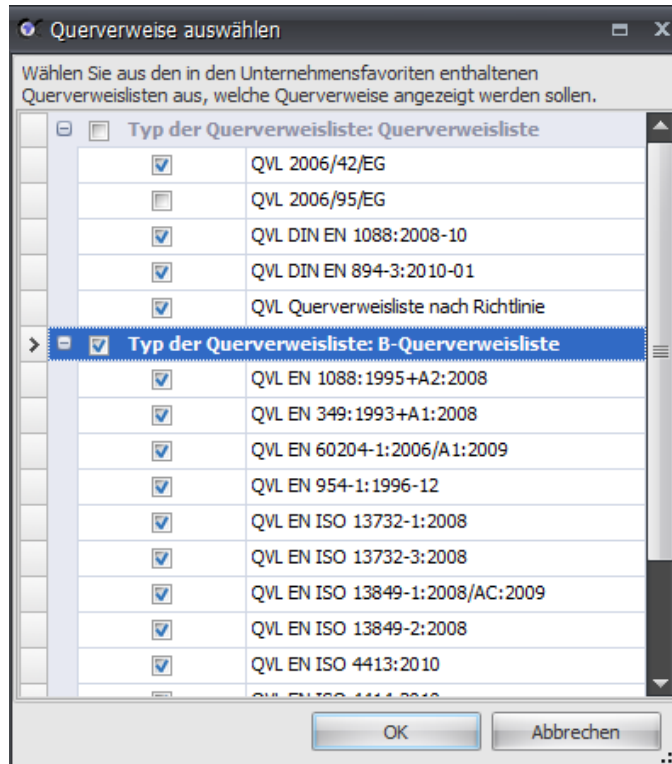 Querverweise auswählen
Wählen Sie aus den in den Unternehmensfavoriten enthaltenen
Querverweislisten aus, welche Querverweise angezeigt werden sollen.
Typ der Querverweisliste: Querverweisliste
QVL 2006/42/EG
QVL 2006/95/EG
QVL DIN EN 1088:2008-10
QVL DIN EN 894-3:2010-01
QVL Querverweisliste nach Richtlinie
Typ der Querverweisliste: B-Querverweisliste
QVL EN 1088:1995+A2:2008
QVL EN 349:1993+A1:2008
QVL EN 60204-1:2006/A1:2009
QVL EN 954-1:1996-12
QVL EN ISO 13732-1:2008
QVL EN ISO 13732-3:2008
QVL EN ISO 13849-1:2008/AC:2009
QVL EN ISO 13849-2:2008
QVL EN ISO 4413:2010
QVL EN ISO
OK Abbrechen